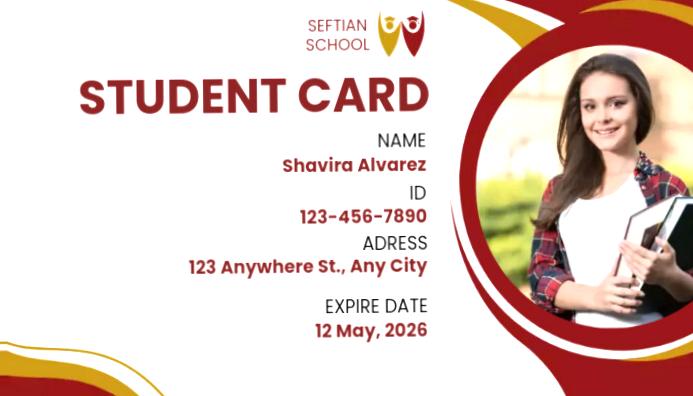 SEFTIAN
SCHOOL
STUDENT CARD
NAME
Shavira Alvarez
ID
123-456-7890
ADRESS
123 Anywhere St., Any City
EXPIRE DATE
12 May, 2026